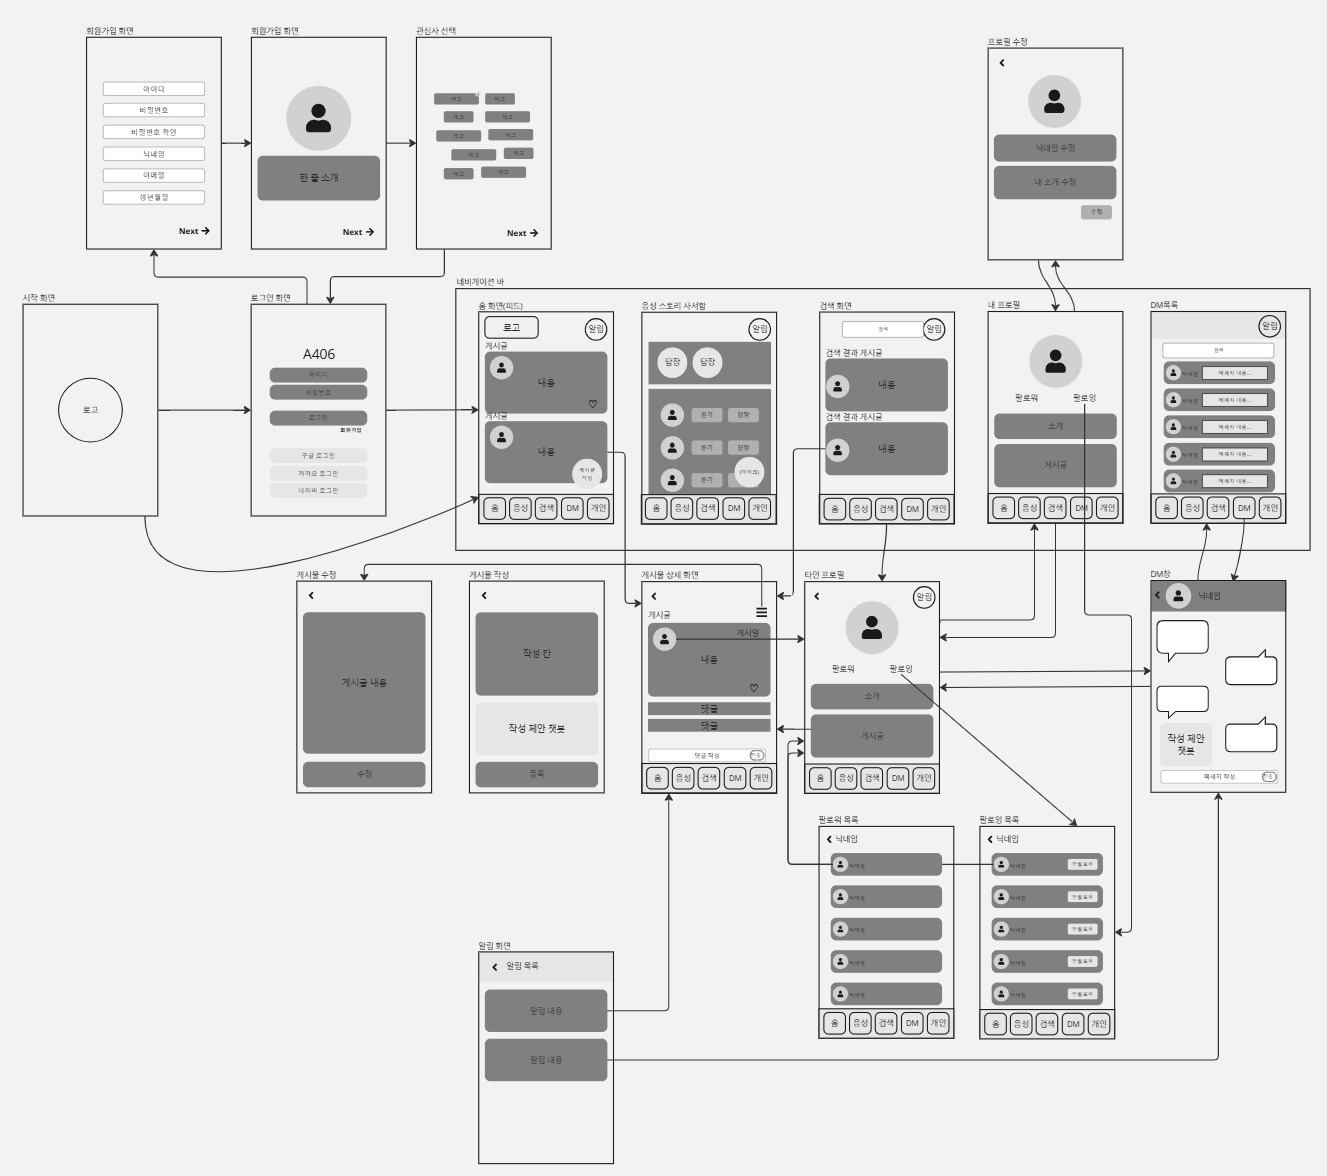 회원가입 화면
아이디
비밀번호
비밀번호 확인
닉네임
이메일
생년월일
Next
회원가입 화면
한 줄 소개
Next
관심사 선택
태그
태그
태그
태그
태그
태그
태그
태그
태그
태그
Next
프로필 수정
닉네임 수정
내 소개 수정
수정
시작 화면
로고
로그인 화면
A406
아이디
비밀번호
로그인
회원가입
구글 로그인
카카오 로그인
네이버 로그인
네비게이션 바
홈 화면(피드)
로고
알림
게시글
내용
게시글
내용
게시글
작성
홈
음성
검색
DM
개인
음성 스토리 사서함
알림
답장
답장
듣기
답장
듣기
답장
듣기
(마이크)
홈
음성
검색
DM
개인
검색 화면
검색
알림
검색 결과 게시글
내용
검색 결과 게시글
내용
홈
음성
검색
DM
개인
내 프로필
팔로워
팔로잉
소개
게시글
홈
음성
검색
DM
개인
DM목록
알림
검색
닉네임
메세지 내용...
닉네임
메세지 내용...
닉네임
메세지 내용...
닉네임
메세지 내용...
닉네임
메세지 내용...
홈
음성
검색
DM
개인
게시물 수정
게시글 내용
수정
게시물 작성
작성 칸
작성 제안 챗봇
등록
게시물 상세 화면
게시글
게시일
내용
댓글
댓글
댓글 작성
전송
홈
음성
검색
DM
개인
타인 프로필
알림
팔로워
팔로잉
소개
게시글
홈
음성
검색
DM
개인
DM창
닉네임
작성 제안
챗봇
메세지 작성
전송
팔로워 목록
닉네임
닉네임
닉네임
닉네임
닉네임
닉네임
홈
음성
검색
DM
개인
팔로잉 목록
닉네임
닉네임
언팔로우
닉네임
언팔로우
닉네임
언팔로우
닉네임
언팔로우
닉네임
언팔로우
홈
음성
검색
DM
개인
알림 화면
알림 목록
알림 내용
알림 내용